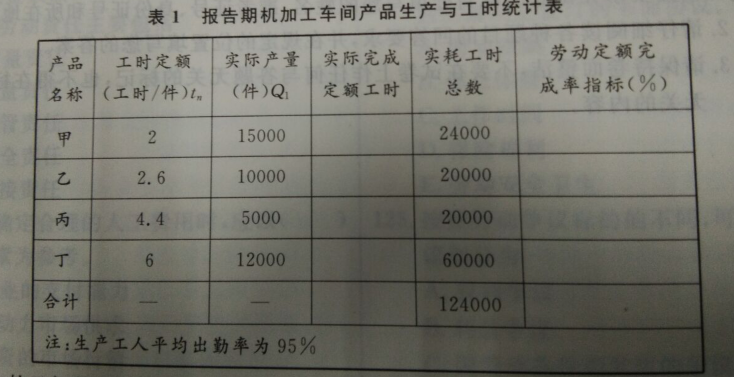 表 1 报告期机加工车间产品生产与工时统计表
产品名称 工时定额(工时/件)tn 实际产量(件)Q1 实际完成定额工时 实耗工时总数 劳动定额完成率指标(%)
甲 2 15000 24000
乙 2.6 10000 20000
丙 4.4 5000 20000
丁 6 12000 60000
合计 — — 124000
注:生产工人平均出勤率为 95%